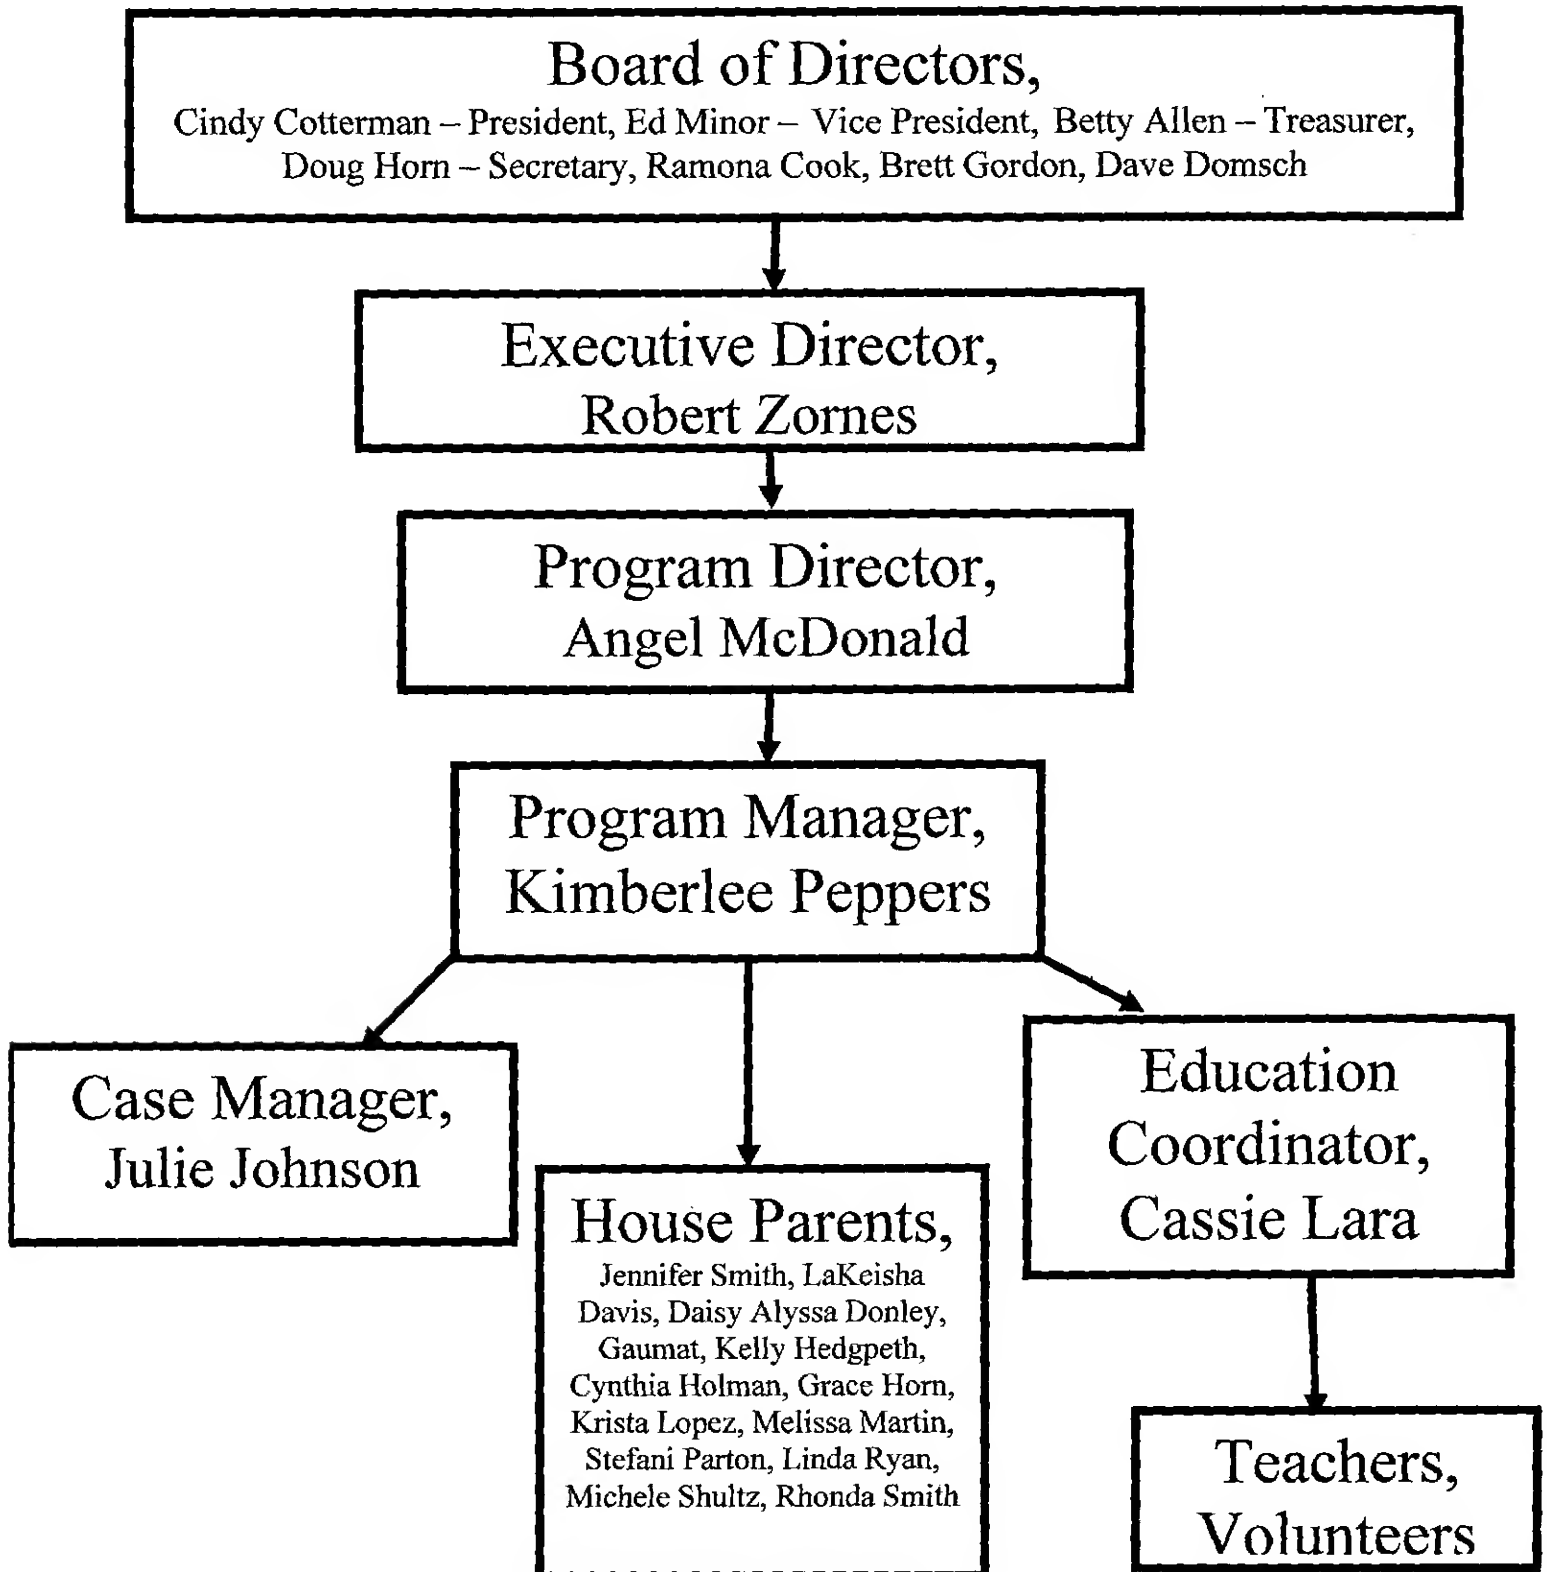 Board of Directors,
Cindy Cotterman – President, Ed Minor – Vice President, Betty Allen – Treasurer,
Doug Horn – Secretary, Ramona Cook, Brett Gordon, Dave Domsch
Executive Director,
Robert Zornes
Program Director,
Angel McDonald
Program Manager,
Kimberlee Peppers
Case Manager,
Julie Johnson
House Parents,
Jennifer Smith, LaKeisha
Davis, Daisy Alyssa Donley,
Gaumat, Kelly Hedgpeth,
Cynthia Holman, Grace Horn,
Krista Lopez, Melissa Martin,
Stefani Parton, Linda Ryan,
Michele Shultz, Rhonda Smith
Education
Coordinator,
Cassie Lara
Teachers,
Volunteers